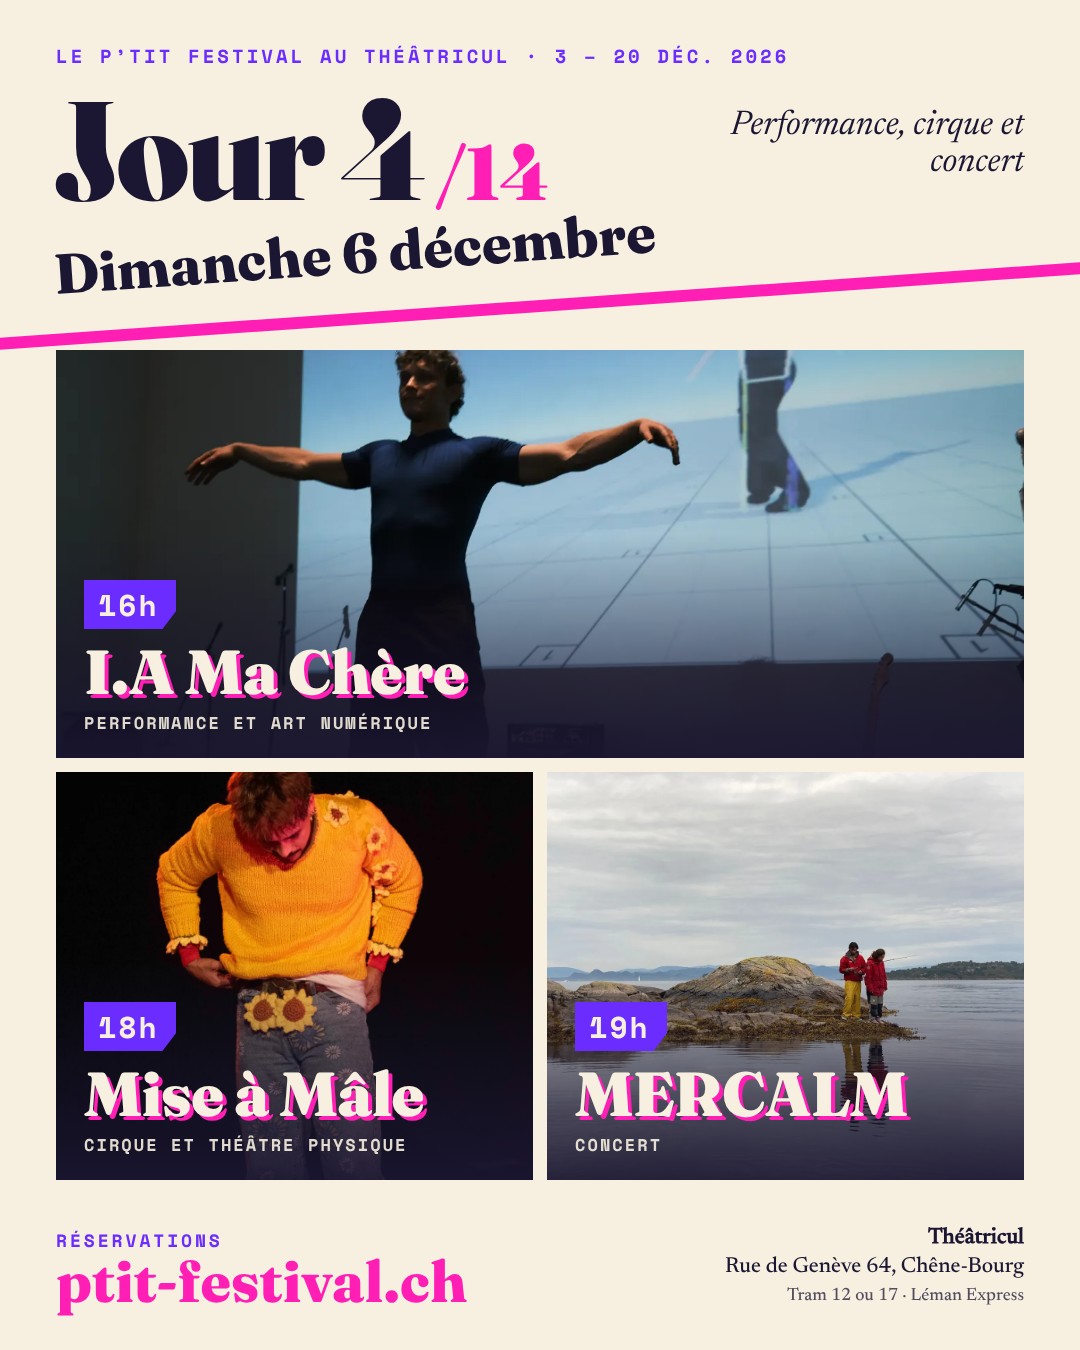 LE P’TIT FESTIVAL AU THÉÂTRICUL · 3 – 20 DÉC. 2026
Jour 4/14
Performance, cirque et
concert
Dimanche 6 décembre
16h
I.A Ma Chère
PERFORMANCE ET ART NUMÉRIQUE
18h
Mise à Mâle
CIRQUE ET THÉÂTRE PHYSIQUE
19h
MERCALM
CONCERT
RÉSERVATIONS
ptit-festival.ch
Théâtricul
Rue de Genève 64, Chêne-Bourg
Tram 12 ou 17 · Léman Express